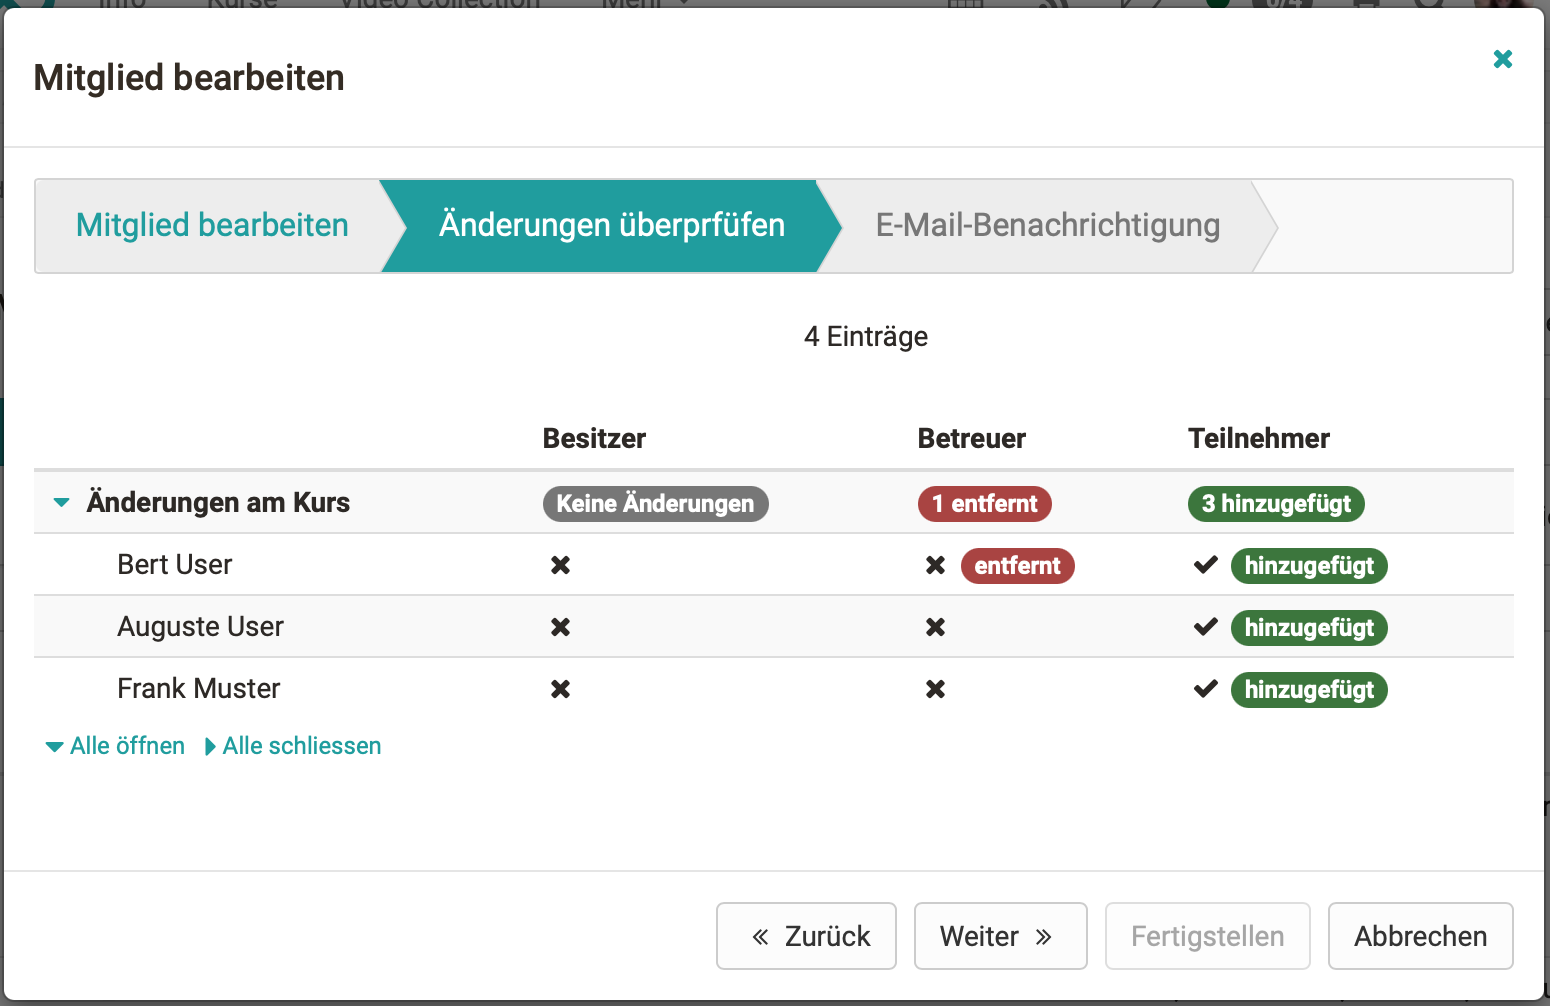 Mitglied bearbeiten
Mitglied bearbeiten Änderungen überprfüfen E-Mail-Benachrichtigung
4 Einträge
Besitzer Betreuer Teilnehmer
Änderungen am Kurs Keine Änderungen 1 entfernt 3 hinzugefügt
Bert User entfernt hinzugefügt
Auguste User hinzugefügt
Frank Muster hinzugefügt
Alle öffnen Alle schliessen
« Zurück Weiter » Fertigstellen Abbrechen